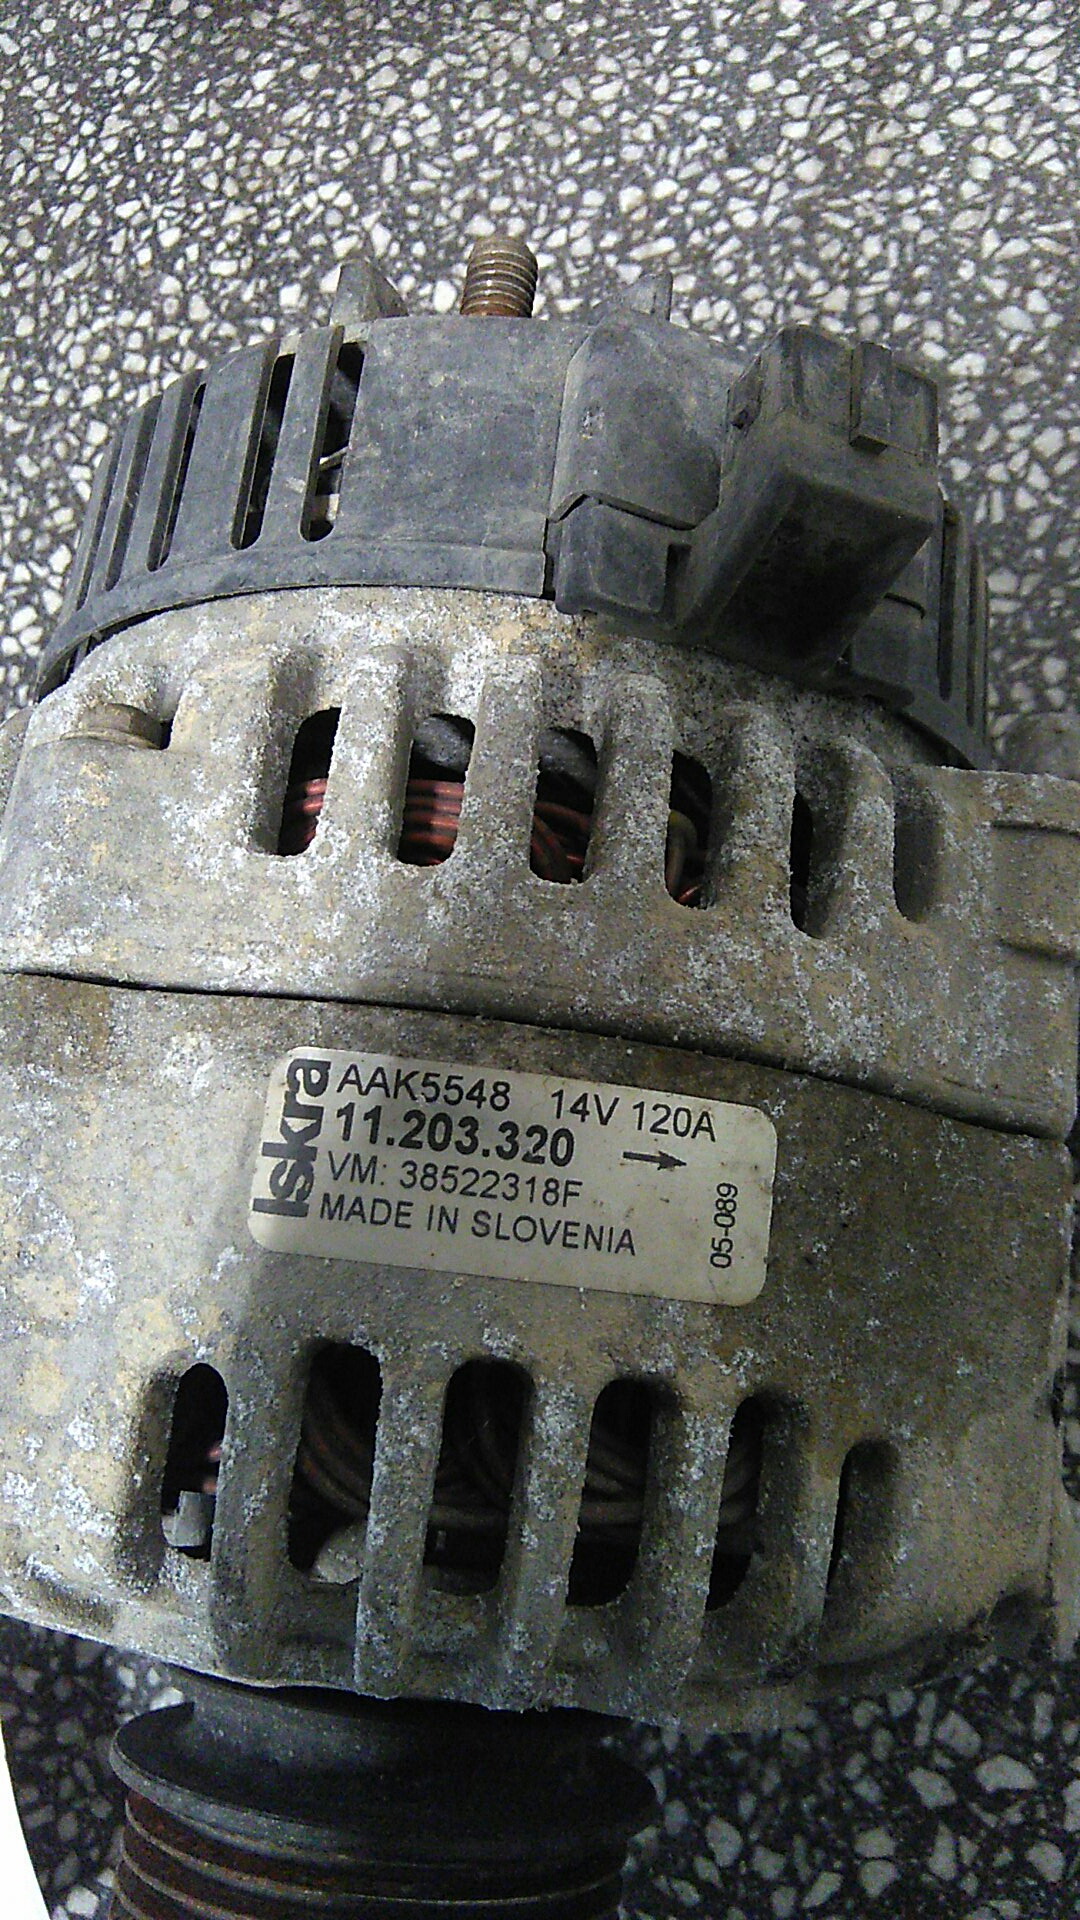 Iskra
AAK5548 14V 120A
11.203.320
VM: 38522318F
MADE IN SLOVENIA
05-089